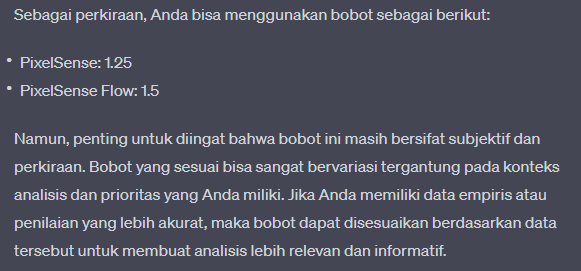 Sebagai perkiraan, Anda bisa menggunakan bobot sebagai berikut:
• PixelSense: 1.25
• PixelSense Flow: 1.5
Namun, penting untuk diingat bahwa bobot ini masih bersifat subjektif dan
perkiraan. Bobot yang sesuai bisa sangat bervariasi tergantung pada konteks
analisis dan prioritas yang Anda miliki. Jika Anda memiliki data empiris atau
penilaian yang lebih akurat, maka bobot dapat disesuaikan berdasarkan data
tersebut untuk membuat analisis lebih relevan dan informatif.